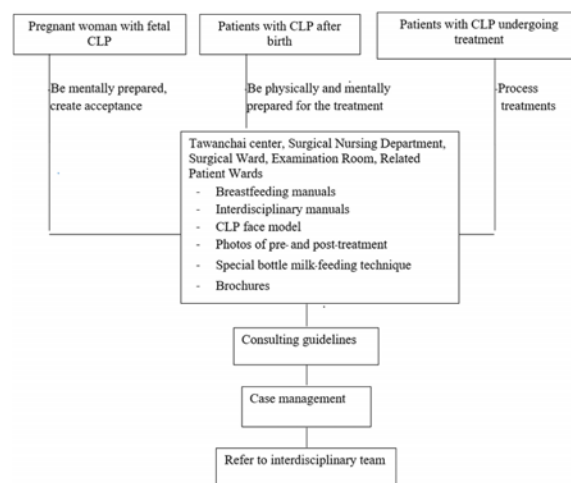 Pregnant woman with fetal
CLP
Patients with CLP after
birth
Patients with CLP undergoing
treatment
-Be mentally prepared,
create acceptance
-Be physically and mentally
prepared for the treatment
-Process
treatments
Tawanchai center, Surgical Nursing Department,
Surgical Ward, Examination Room, Related
Patient Wards
- Breastfeeding manuals
- Interdisciplinary manuals
- CLP face model
- Photos of pre- and post-treatment
- Special bottle milk-feeding technique
- Brochures
Consulting guidelines
Case management
Refer to interdisciplinary team